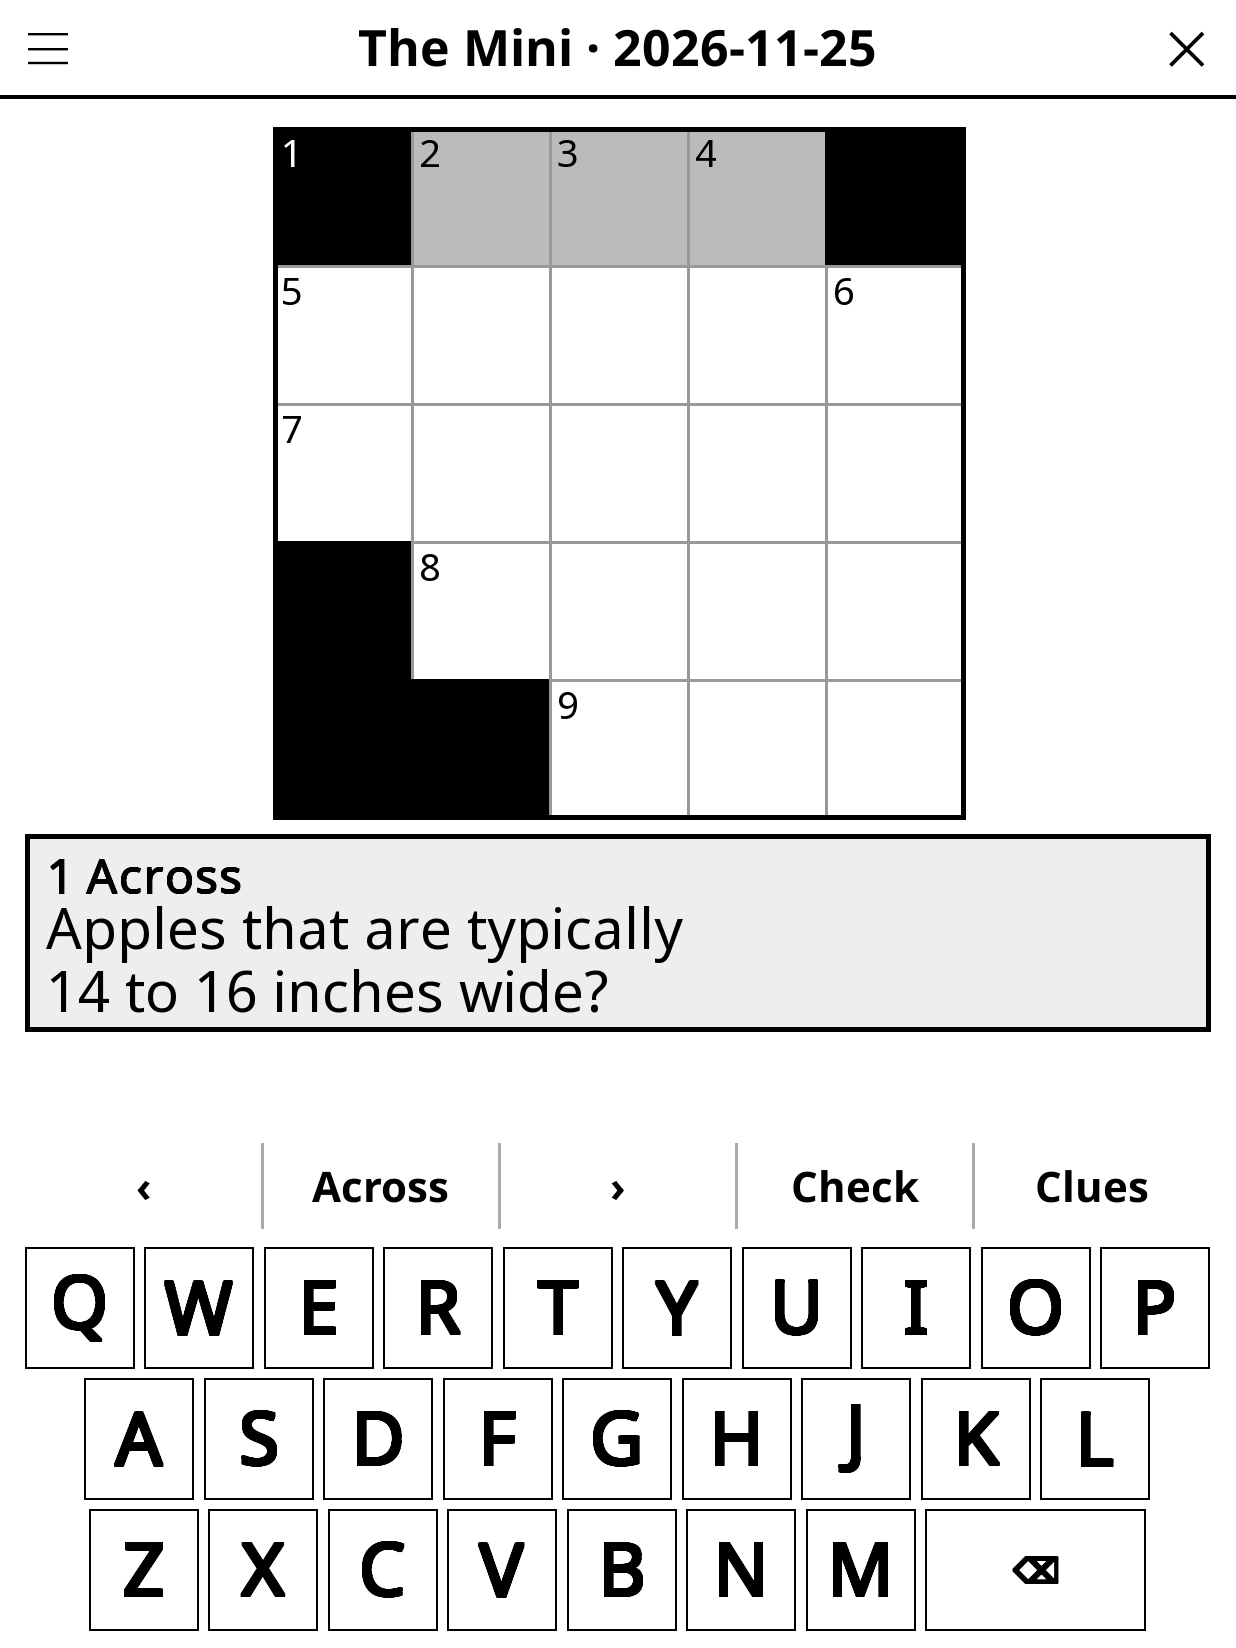 The Mini · 2026-11-25
1
2
3
4
5
6
7
8
9
1 Across
Apples that are typically
14 to 16 inches wide?
‹ Across › Check Clues
Q W E R T Y U I O P
A S D F G H J K L
Z X C V B N M